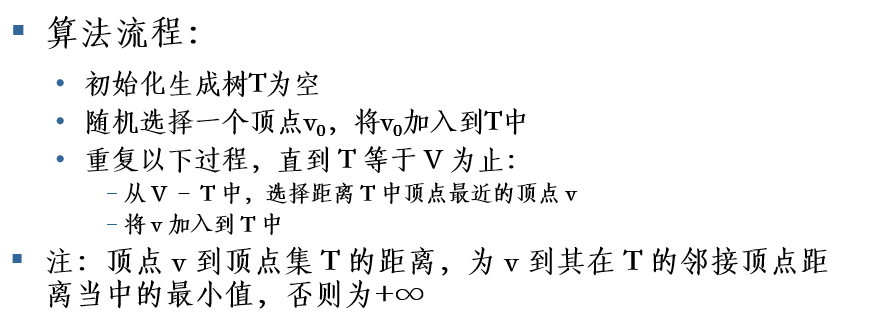 算法流程：
初始化生成树T为空
随机选择一个顶点v₀，将v₀加入到T中
重复以下过程，直到 T 等于 V 为止：
– 从 V – T 中，选择距离 T 中顶点最近的顶点 v
– 将 v 加入到 T 中
注：顶点 v 到顶点集 T 的距离，为 v 到其在 T 的邻接顶点距
离当中的最小值，否则为+∞